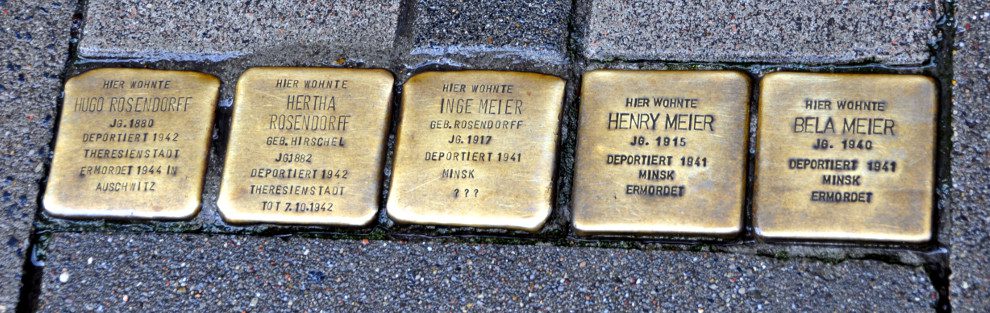 HIER WOHNTE
HUGO ROSENDORFF
JG. 1880
DEPORTIERT 1942
THERESIENSTADT
ERMORDET 1944 IN
AUSCHWITZ
HIER WOHNTE
HERTHA
ROSENDORFF
GEB. HIRSCHEL
JG. 1882
DEPORTIERT 1942
THERESIENSTADT
TOT 7.10.1942
HIER WOHNTE
INGE MEIER
GEB. ROSENDORFF
JG. 1917
DEPORTIERT 1941
MINSK
???
HIER WOHNTE
HENRY MEIER
JG. 1915
DEPORTIERT 1941
MINSK
ERMORDET
HIER WOHNTE
BELA MEIER
JG. 1940
DEPORTIERT 1941
MINSK
ERMORDET